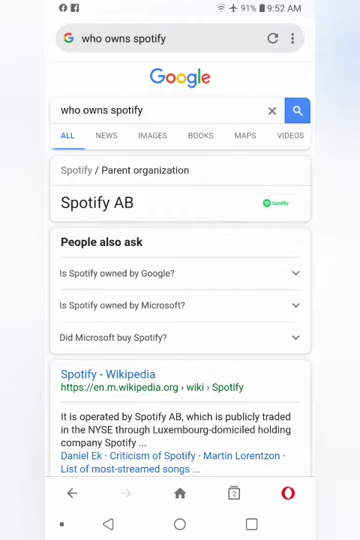 91% 9:52 AM
who owns spotify
Google
who owns spotify
ALL NEWS IMAGES BOOKS MAPS VIDEOS
Spotify / Parent organization
Spotify AB
Spotify
People also ask
Is Spotify owned by Google?
Is Spotify owned by Microsoft?
Did Microsoft buy Spotify?
Spotify - Wikipedia
https://en.m.wikipedia.org › wiki › Spotify
It is operated by Spotify AB, which is publicly traded
in the NYSE through Luxembourg-domiciled holding
company Spotify ...
Daniel Ek · Criticism of Spotify · Martin Lorentzon ·
List of most-streamed songs ...
2